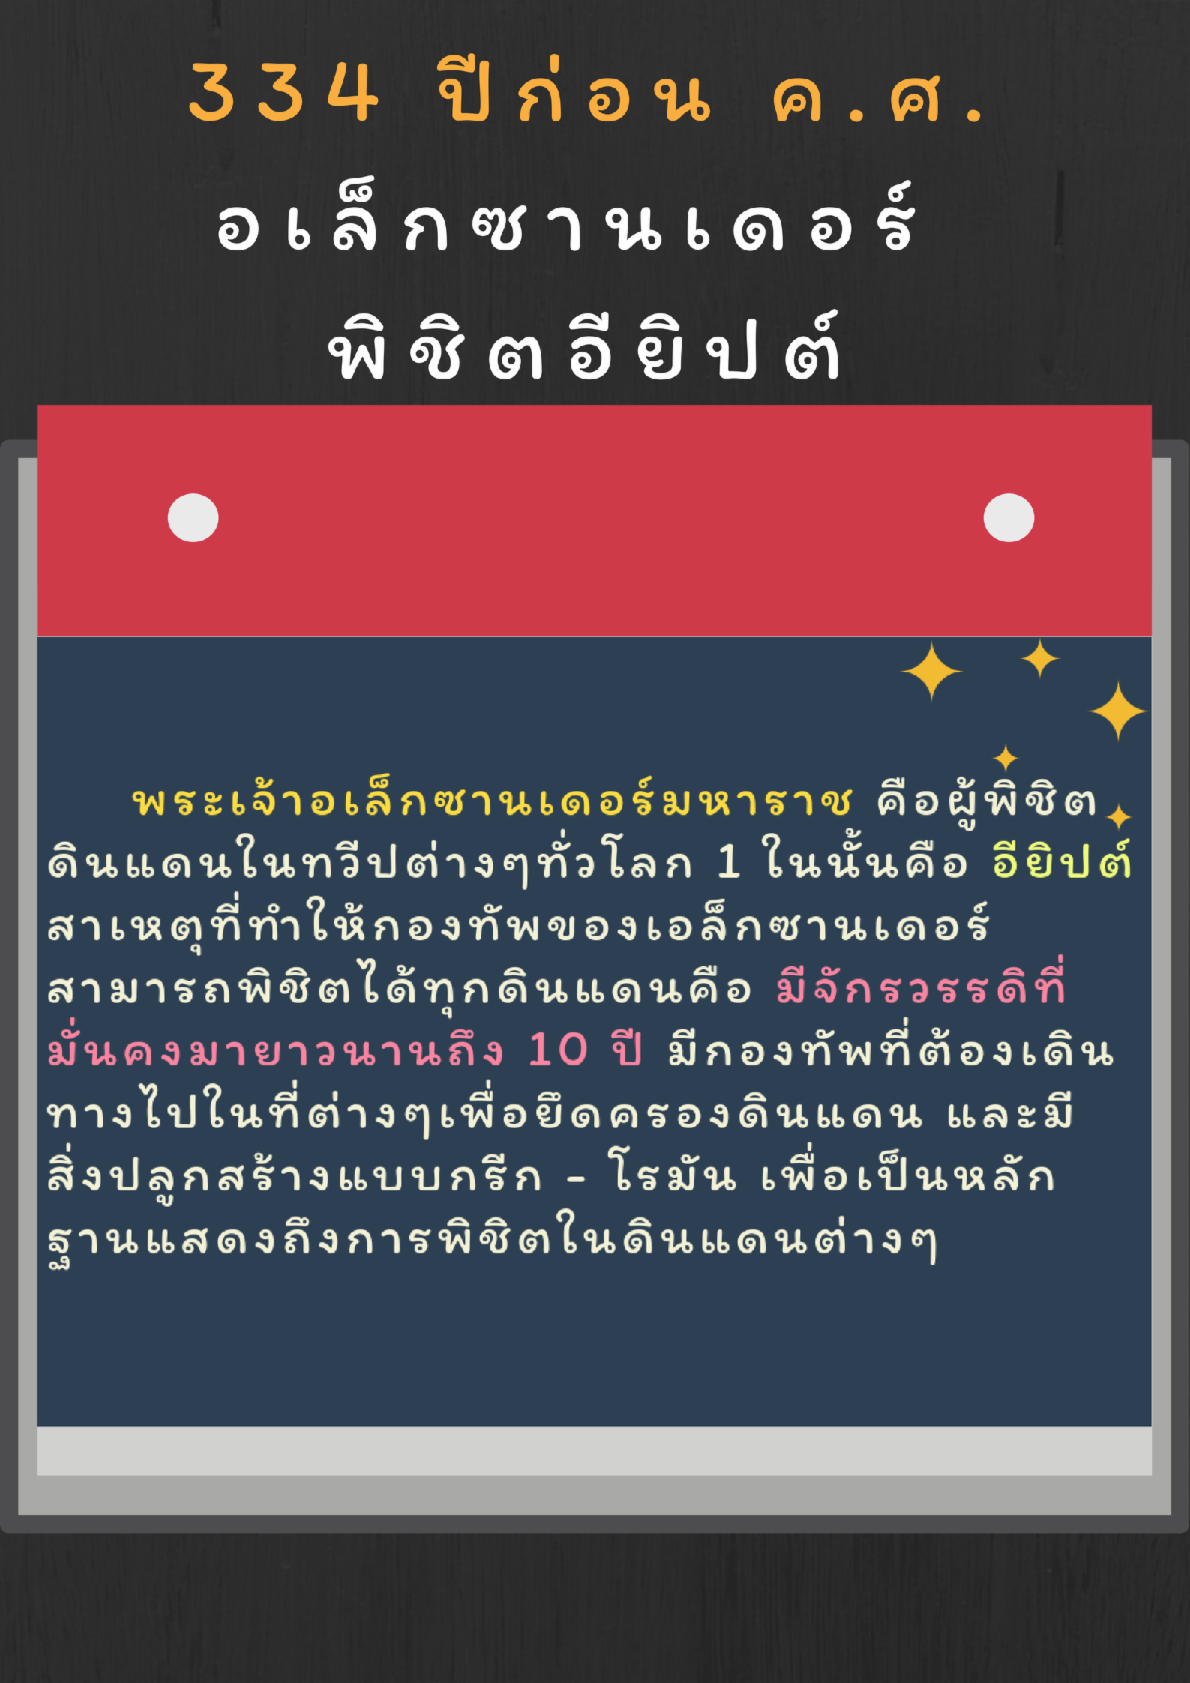 334 ปีก่อน ค.ศ.
อเล็กซานเดอร์
พิชิตอียิปต์
พระเจ้าอเล็กซานเดอร์มหาราช คือผู้พิชิต
ดินแดนในทวีปต่างๆทั่วโลก 1 ในนั้นคือ อียิปต์
สาเหตุที่ทำให้กองทัพของเอล็กซานเดอร์
สามารถพิชิตได้ทุกดินแดนคือ มีจักรวรรดิที่
มั่นคงมายาวนานถึง 10 ปี มีกองทัพที่ต้องเดิน
ทางไปในที่ต่างๆเพื่อยึดครองดินแดน และมี
สิ่งปลูกสร้างแบบกรีก - โรมัน เพื่อเป็นหลัก
ฐานแสดงถึงการพิชิตในดินแดนต่างๆ